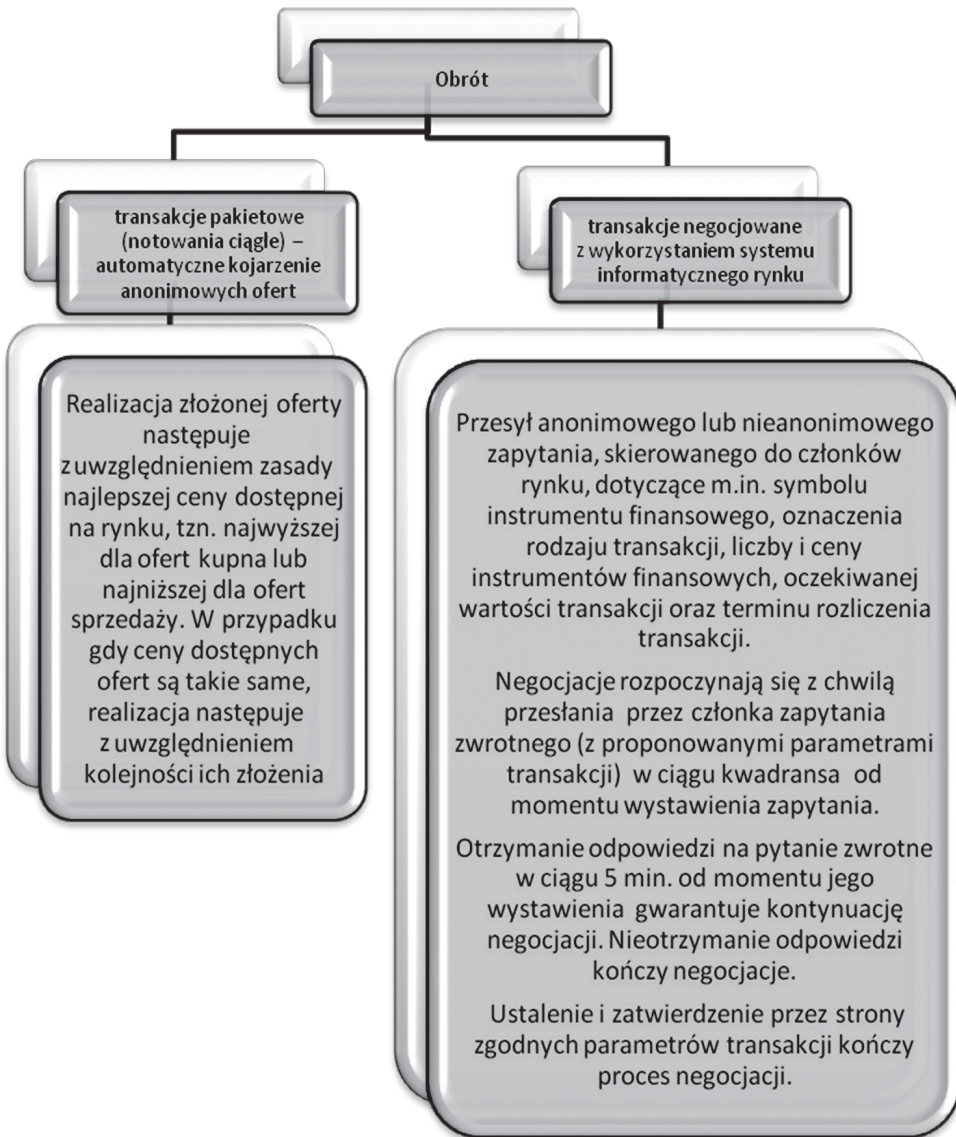 Obrót
transakcje pakietowe
(notowania ciągłe) –
automatyczne kojarzenie
anonimowych ofert
transakcje negocjowane
z wykorzystaniem systemu
informatycznego rynku
Realizacja złożonej oferty
następuje
z uwzględnieniem zasady
najlepszej ceny dostępnej
na rynku, tzn. najwyższej
dla ofert kupna lub
najniższej dla ofert
sprzedaży. W przypadku
gdy ceny dostępnych
ofert są takie same,
realizacja następuje
z uwzględnieniem
kolejności ich złożenia
Przesył anonimowego lub nieanonimowego
zapytania, skierowanego do członków
rynku, dotyczące m.in. symbolu
instrumentu finansowego, oznaczenia
rodzaju transakcji, liczby i ceny
instrumentów finansowych, oczekiwanej
wartości transakcji oraz terminu rozliczenia
transakcji.
Negocjacje rozpoczynają się z chwilą
przesłania przez członka zapytania
zwrotnego (z proponowanymi parametrami
transakcji) w ciągu kwadransa od
momentu wystawienia zapytania.
Otrzymanie odpowiedzi na pytanie zwrotne
w ciągu 5 min. od momentu jego
wystawienia gwarantuje kontynuację
negocjacji. Nieotrzymanie odpowiedzi
kończy negocjacje.
Ustalenie i zatwierdzenie przez strony
zgodnych parametrów transakcji kończy
proces negocjacji.